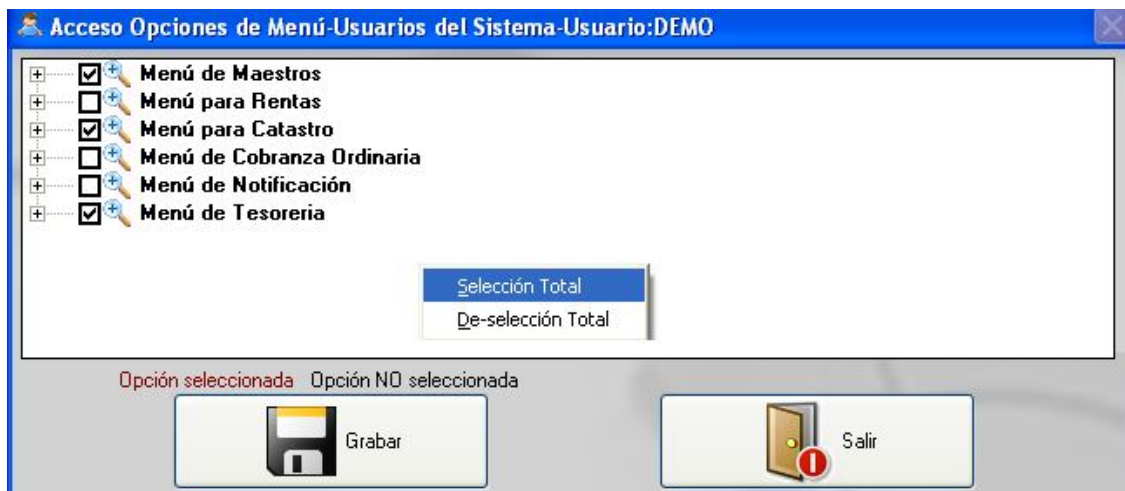 Acceso Opciones de Menú-Usuarios del Sistema-Usuario:DEMO
Menú de Maestros
Menú para Rentas
Menú para Catastro
Menú de Cobranza Ordinaria
Menú de Notificación
Menú de Tesoreria
Selección Total
De-selección Total
Opción seleccionada Opción NO seleccionada
Grabar Salir